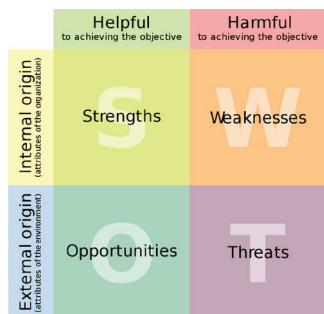 Helpful
to achieving the objective
Harmful
to achieving the objective
Internal origin
(attributes of the organization)
S
Strengths
W
Weaknesses
External origin
(attributes of the environment)
O
Opportunities
T
Threats